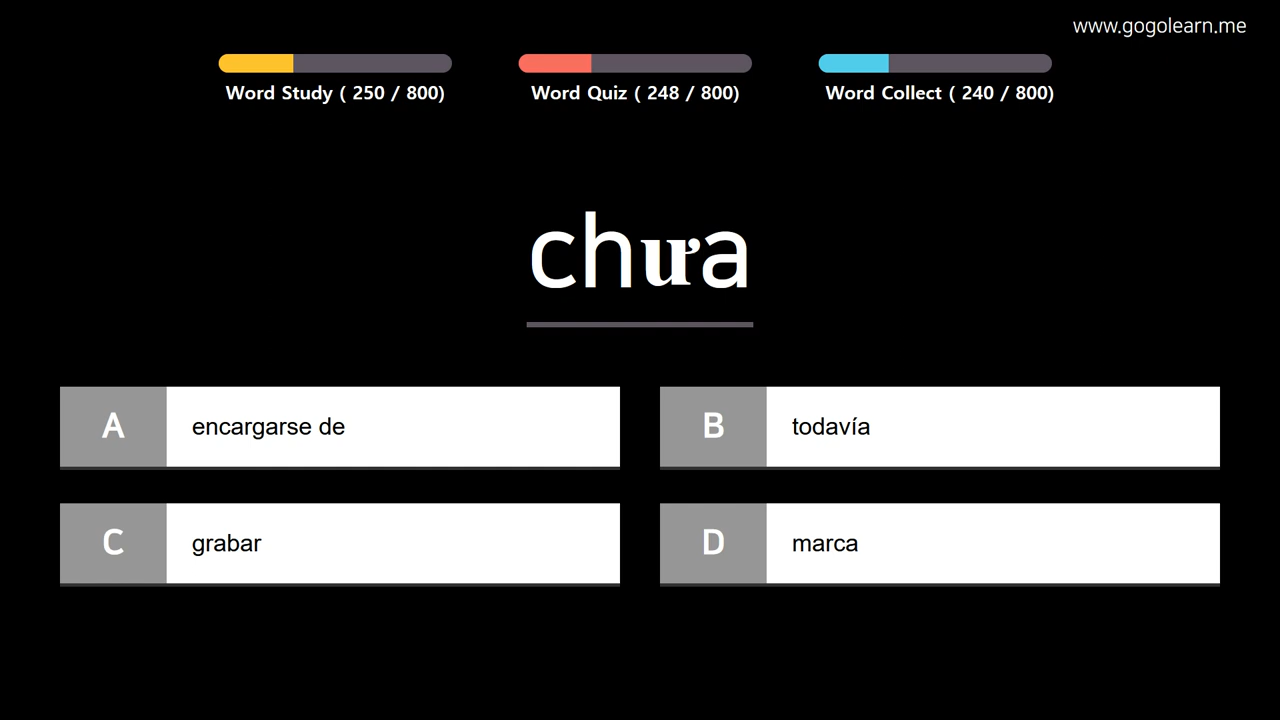 www.gogolearn.me
Word Study ( 250 / 800)
Word Quiz ( 248 / 800)
Word Collect ( 240 / 800)
chưa
A encargarse de
B todavía
C grabar
D marca